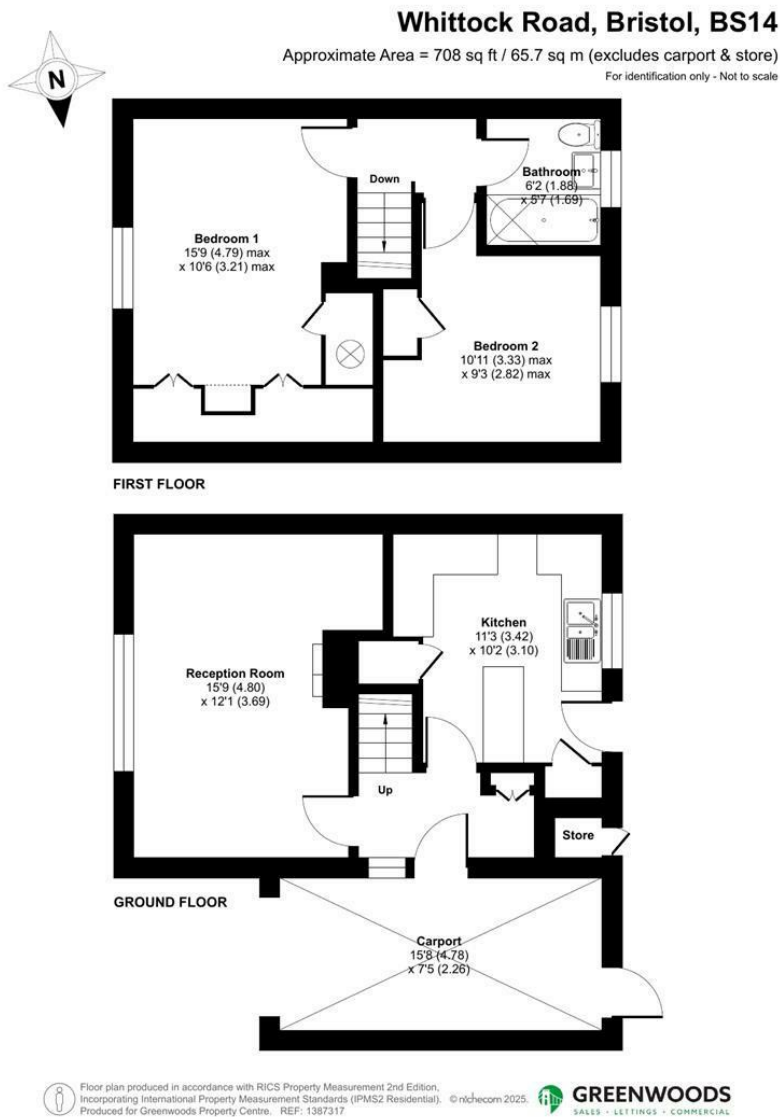 Whittock Road, Bristol, BS14
Approximate Area = 708 sq ft / 65.7 sq m (excludes carport & store)
For identification only - Not to scale
N
Down
Bathroom
6'2 (1.88)
x 5'7 (1.69)
Bedroom 1
15'9 (4.79) max
x 10'6 (3.21) max
Bedroom 2
10'11 (3.33) max
x 9'3 (2.82) max
FIRST FLOOR
Kitchen
11'3 (3.42)
x 10'2 (3.10)
Reception Room
15'9 (4.80)
x 12'1 (3.69)
Up
Store
GROUND FLOOR
Carport
15'8 (4.78)
x 7'5 (2.26)
Floor plan produced in accordance with RICS Property Measurement 2nd Edition,
Incorporating International Property Measurement Standards (IPMS2 Residential). © nichecom 2025.
Produced for Greenwoods Property Centre. REF: 1387317
GREENWOODS
SALES · LETTINGS · COMMERCIAL